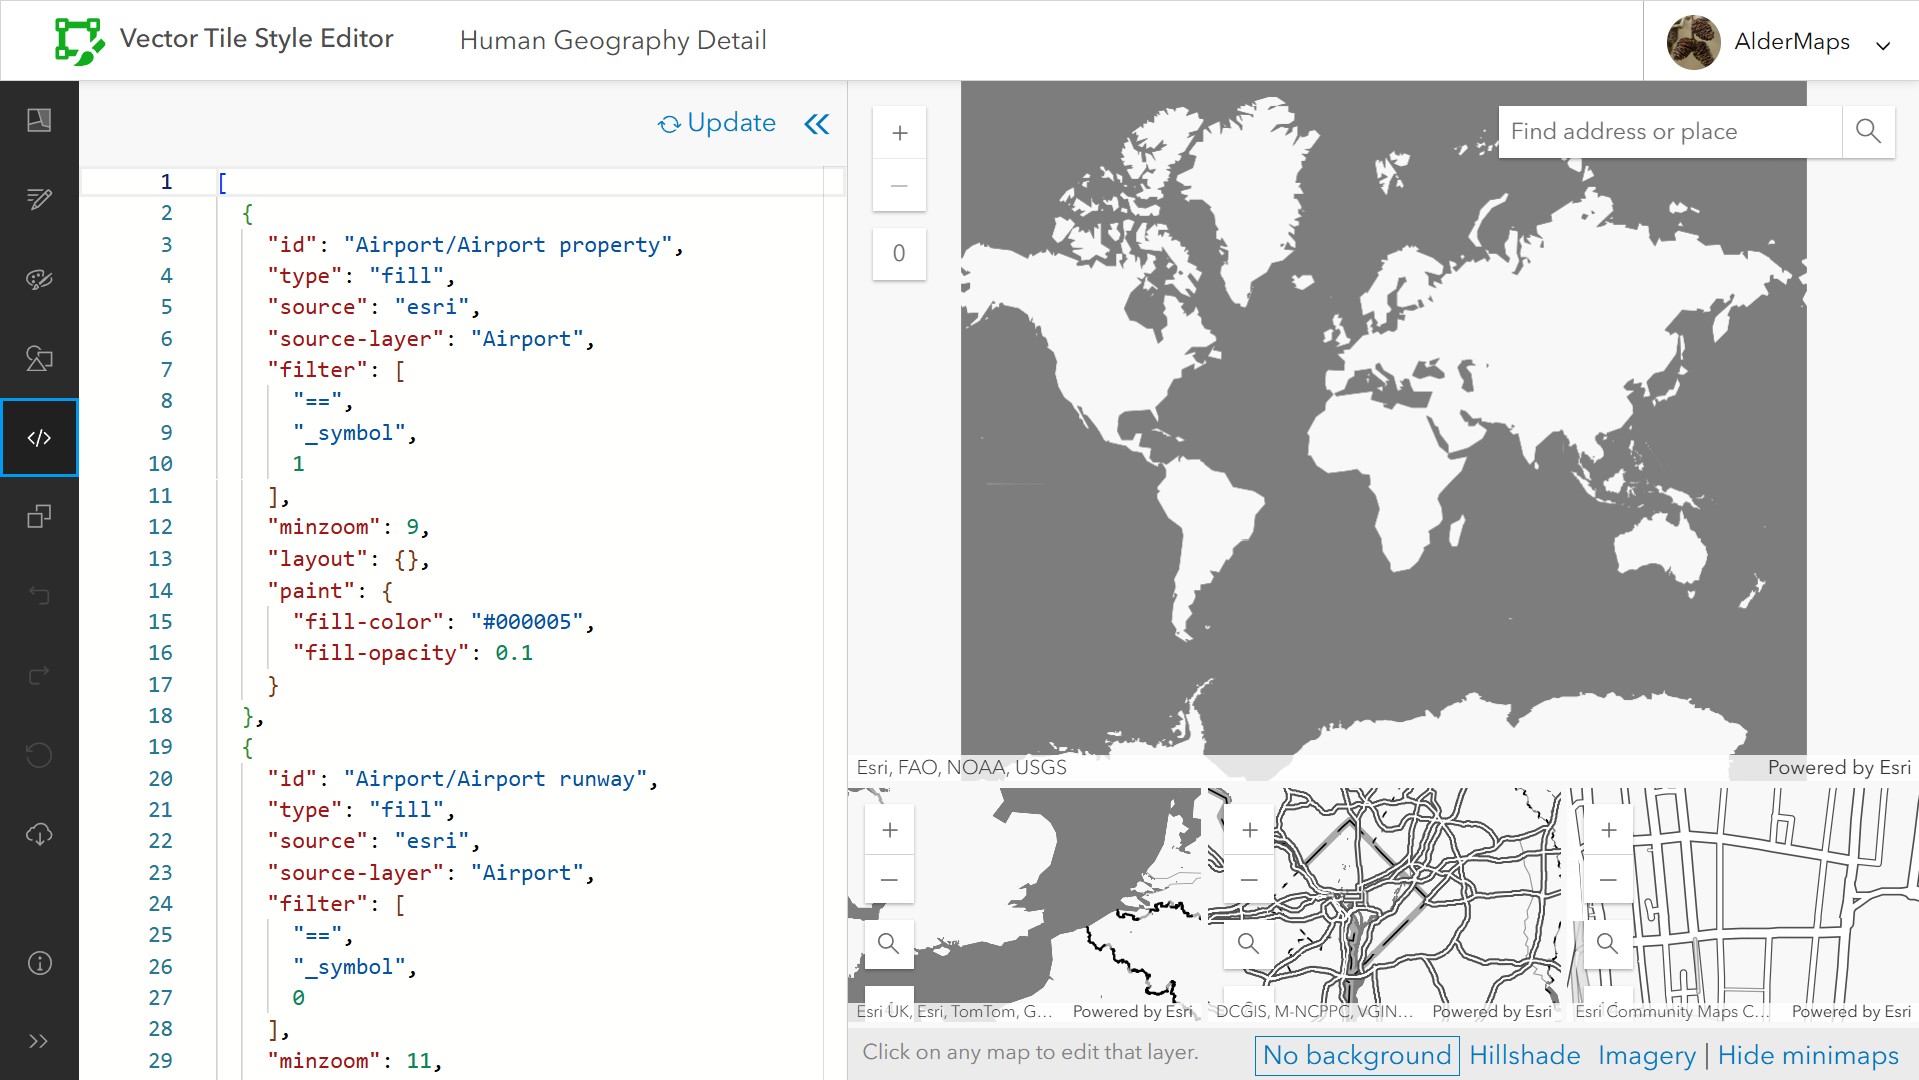 Vector Tile Style Editor
Human Geography Detail
AlderMaps
Update
1 [
2 {
3 "id": "Airport/Airport property",
4 "type": "fill",
5 "source": "esri",
6 "source-layer": "Airport",
7 "filter": [
8 "==",
9 "_symbol",
10 1
11 ],
12 "minzoom": 9,
13 "layout": {},
14 "paint": {
15 "fill-color": "#000005",
16 "fill-opacity": 0.1
17 }
18 },
19 {
20 "id": "Airport/Airport runway",
21 "type": "fill",
22 "source": "esri",
23 "source-layer": "Airport",
24 "filter": [
25 "==",
26 "_symbol",
27 0
28 ],
29 "minzoom": 11,
+
−
0
Find address or place
Esri, FAO, NOAA, USGS
Powered by Esri
+
−
Esri UK, Esri, TomTom, G...
Powered by Esri
+
−
DCGIS, M-NCPPC, VGIN...
Powered by Esri
+
−
Esri Community Maps C...
Powered by Esri
Click on any map to edit that layer.
No background
Hillshade
Imagery | Hide minimaps